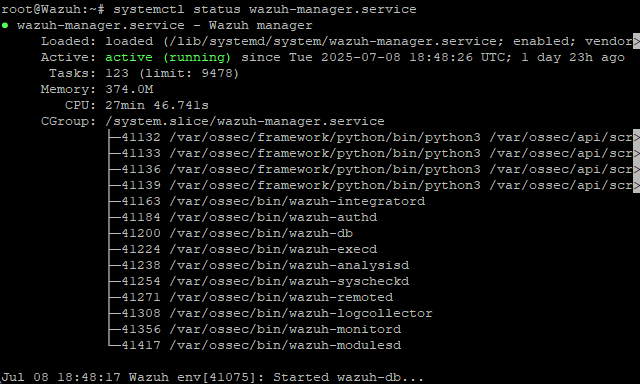 root@Wazuh:~# systemctl status wazuh-manager.service
● wazuh-manager.service - Wazuh manager
Loaded: loaded (/lib/systemd/system/wazuh-manager.service; enabled; vendor>
Active: active (running) since Tue 2025-07-08 18:48:26 UTC; 1 day 23h ago
Tasks: 123 (limit: 9478)
Memory: 374.0M
CPU: 27min 46.741s
CGroup: /system.slice/wazuh-manager.service
├─41132 /var/ossec/framework/python/bin/python3 /var/ossec/api/scr>
├─41133 /var/ossec/framework/python/bin/python3 /var/ossec/api/scr>
├─41136 /var/ossec/framework/python/bin/python3 /var/ossec/api/scr>
├─41139 /var/ossec/framework/python/bin/python3 /var/ossec/api/scr>
├─41163 /var/ossec/bin/wazuh-integratord
├─41184 /var/ossec/bin/wazuh-authd
├─41200 /var/ossec/bin/wazuh-db
├─41224 /var/ossec/bin/wazuh-execd
├─41238 /var/ossec/bin/wazuh-analysisd
├─41254 /var/ossec/bin/wazuh-syscheckd
├─41271 /var/ossec/bin/wazuh-remoted
├─41308 /var/ossec/bin/wazuh-logcollector
├─41356 /var/ossec/bin/wazuh-monitord
└─41417 /var/ossec/bin/wazuh-modulesd
Jul 08 18:48:17 Wazuh env[41075]: Started wazuh-db...